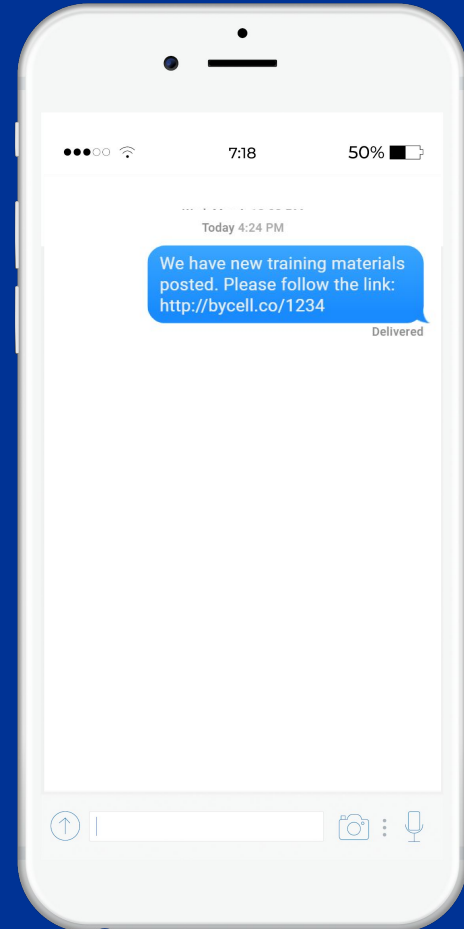 7:18
50%
Today 4:24 PM
We have new training materials
posted. Please follow the link:
http://bycell.co/1234
Delivered